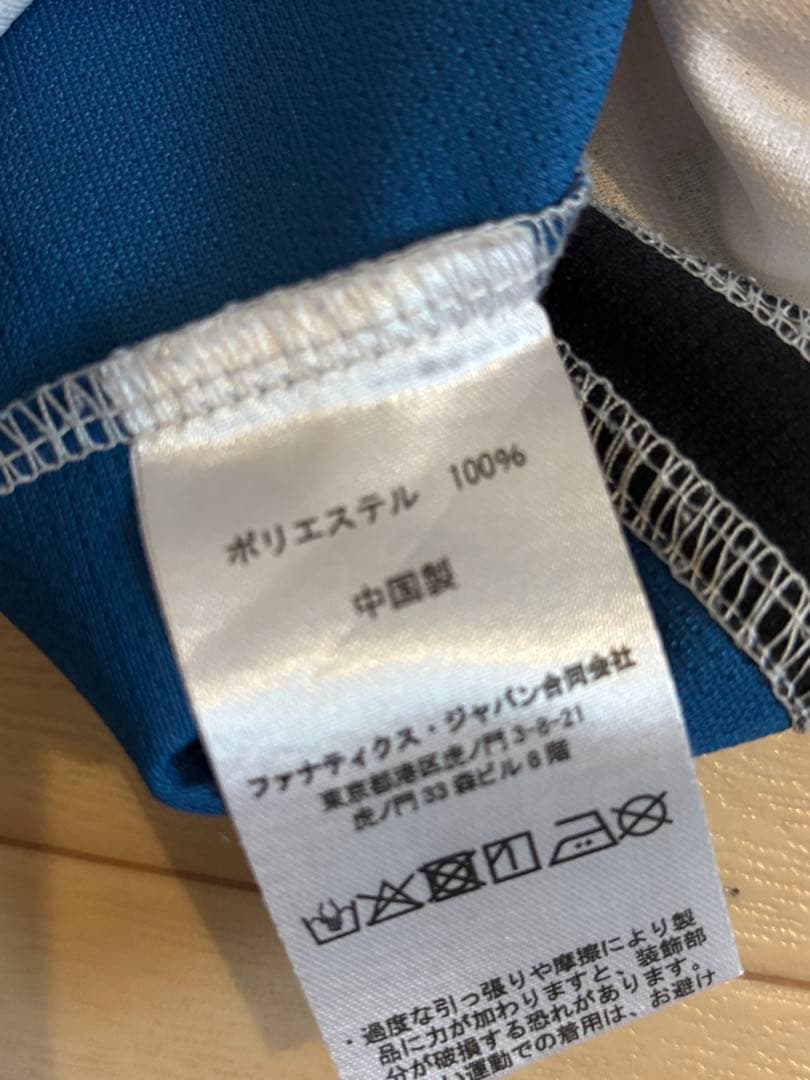 ポリエステル 100%
中国製
ファナティクス・ジャパン合同会社
東京都港区虎ノ門 3-8-21
虎ノ門 33 森ビル 8 階
・過度な引っ張りや摩擦により製
品に力が加わりますと、装飾部
分が破損する恐れがあります。
い運動での着用は、お避け